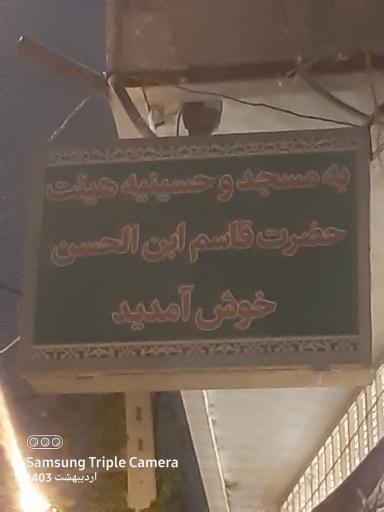 به مسجد و حسینیه هیئت
حضرت قاسم ابن الحسن
خوش آمدید
Samsung Triple Camera
اردیبهشت 1403